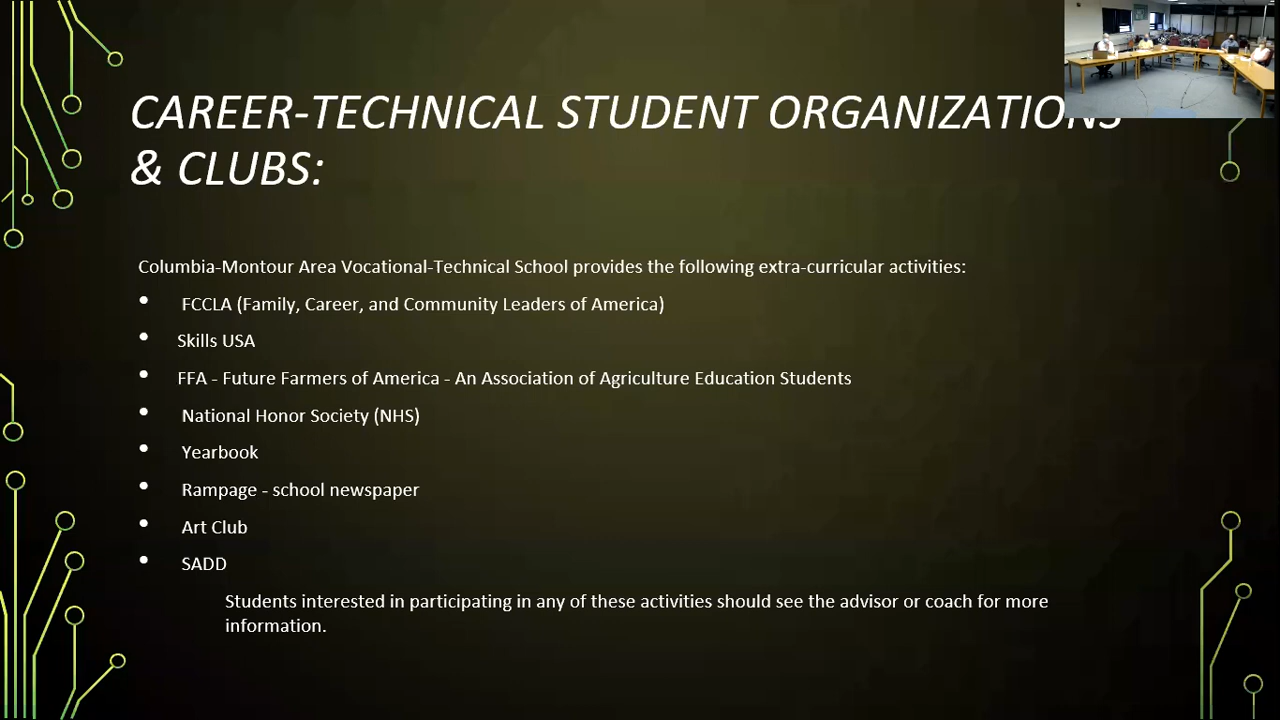 CAREER-TECHNICAL STUDENT ORGANIZATIONS
& CLUBS:
Columbia-Montour Area Vocational-Technical School provides the following extra-curricular activities:
• FCCLA (Family, Career, and Community Leaders of America)
• Skills USA
• FFA - Future Farmers of America - An Association of Agriculture Education Students
• National Honor Society (NHS)
• Yearbook
• Rampage - school newspaper
• Art Club
• SADD
Students interested in participating in any of these activities should see the advisor or coach for more
information.